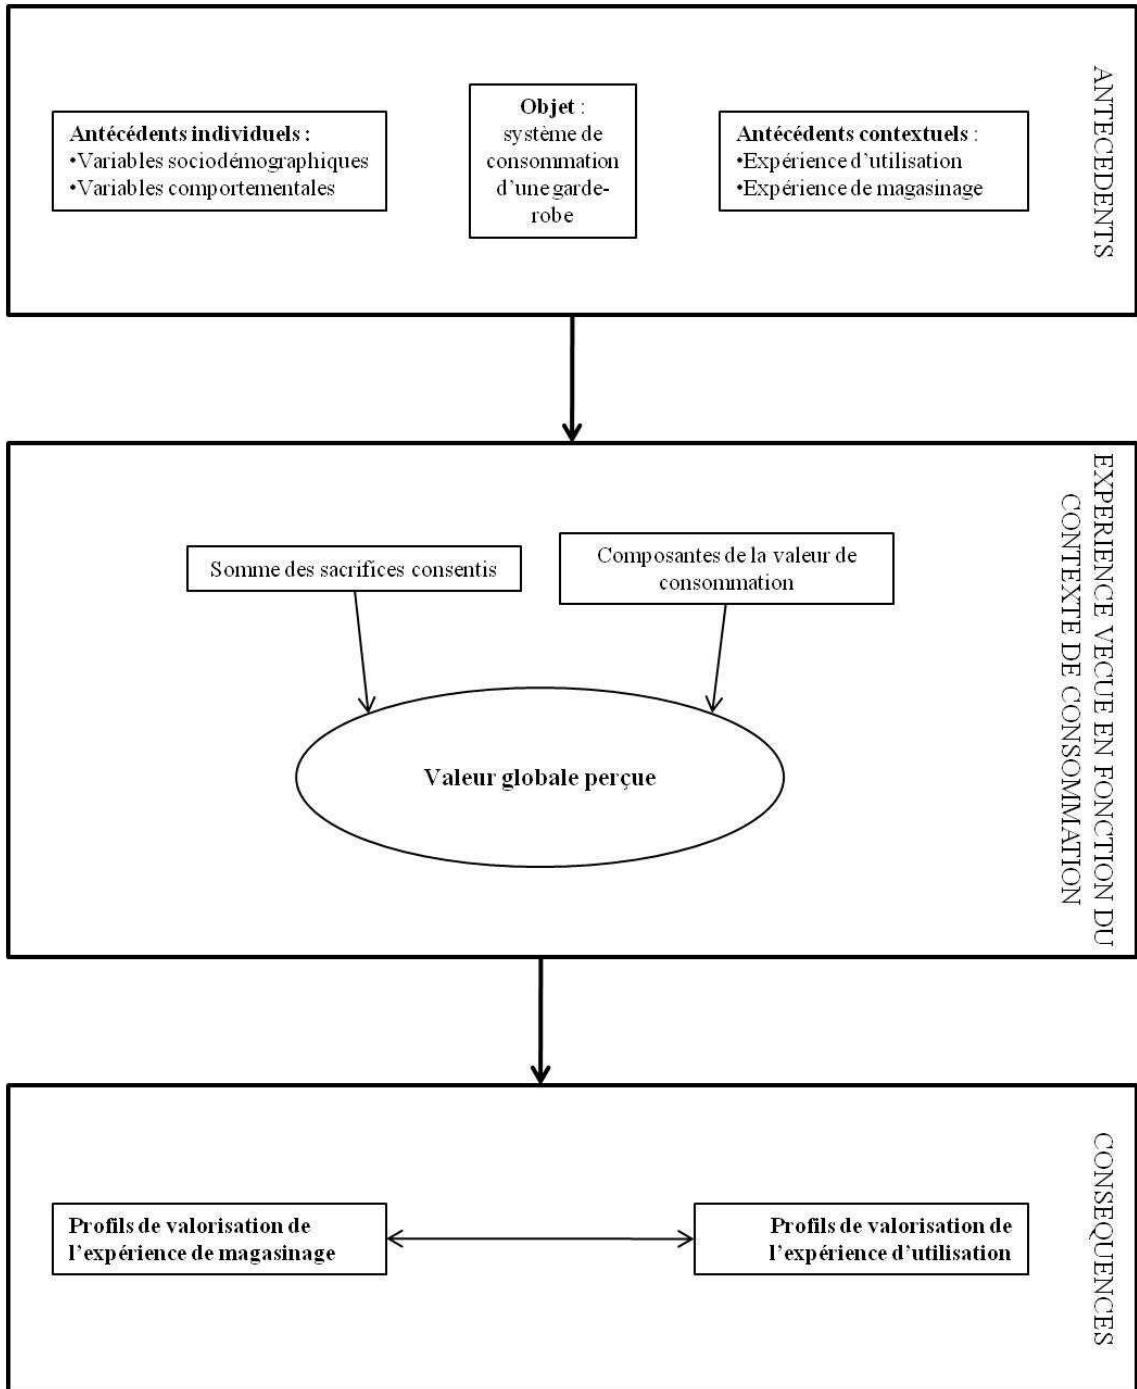 ANTECEDENTS
Antécédents individuels :
•Variables sociodémographiques
•Variables comportementales
Objet :
système de
consommation
d’une garde-
robe
Antécédents contextuels :
•Expérience d’utilisation
•Expérience de magasinage
EXPERIENCE VECUE EN FONCTION DU
CONTEXTE DE CONSOMMATION
Somme des sacrifices consentis
Composantes de la valeur de
consommation
Valeur globale perçue
CONSEQUENCES
Profils de valorisation de
l’expérience de magasinage
Profils de valorisation de
l’expérience d’utilisation